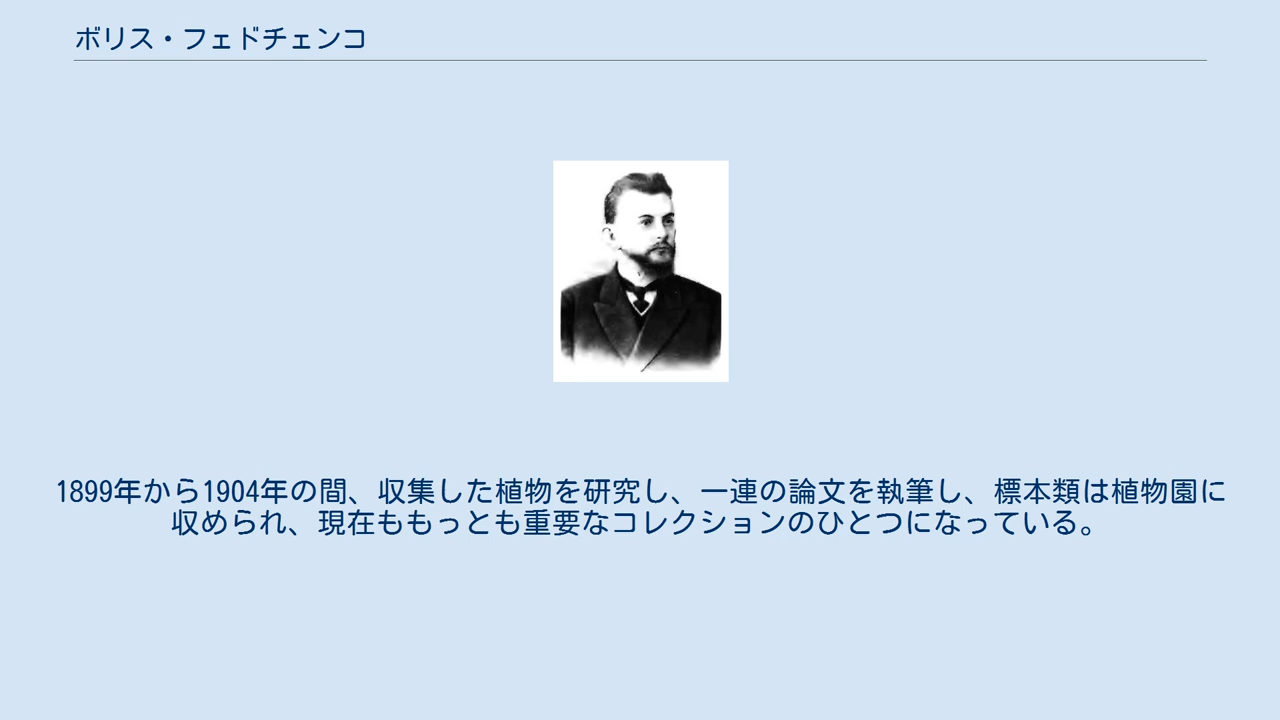 ボリス・フェドチェンコ
1899年から1904年の間、収集した植物を研究し、一連の論文を執筆し、標本類は植物園に
収められ、現在ももっとも重要なコレクションのひとつになっている。